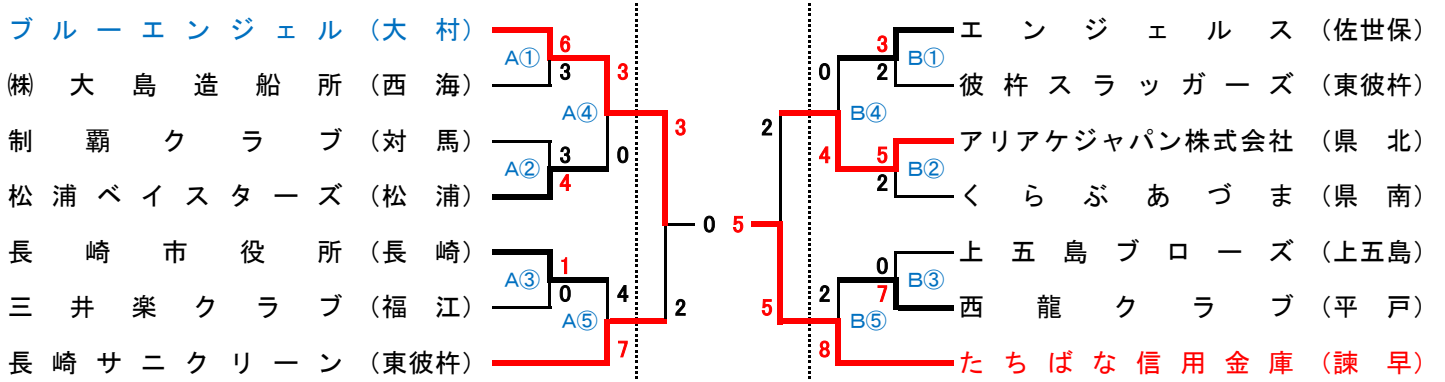 ブルーエンジェル（大村）
㈱大島造船所（西海）
制覇クラブ（対馬）
松浦ベイスターズ（松浦）
長崎市役所（長崎）
三井楽クラブ（福江）
長崎サニクリーン（東彼杵）
A①
6
3
A②
3
4
A③
1
0
A④
3
0
A⑤
4
7
3
2
0
5
2
5
B④
0
4
B⑤
2
8
B①
3
2
B②
5
2
B③
0
7
エンジェルス（佐世保）
彼杵スラッガーズ（東彼杵）
アリアケジャパン株式会社（県北）
くらぶあづま（県南）
上五島ブローズ（上五島）
西龍クラブ（平戸）
たちばな信用金庫（諫早）